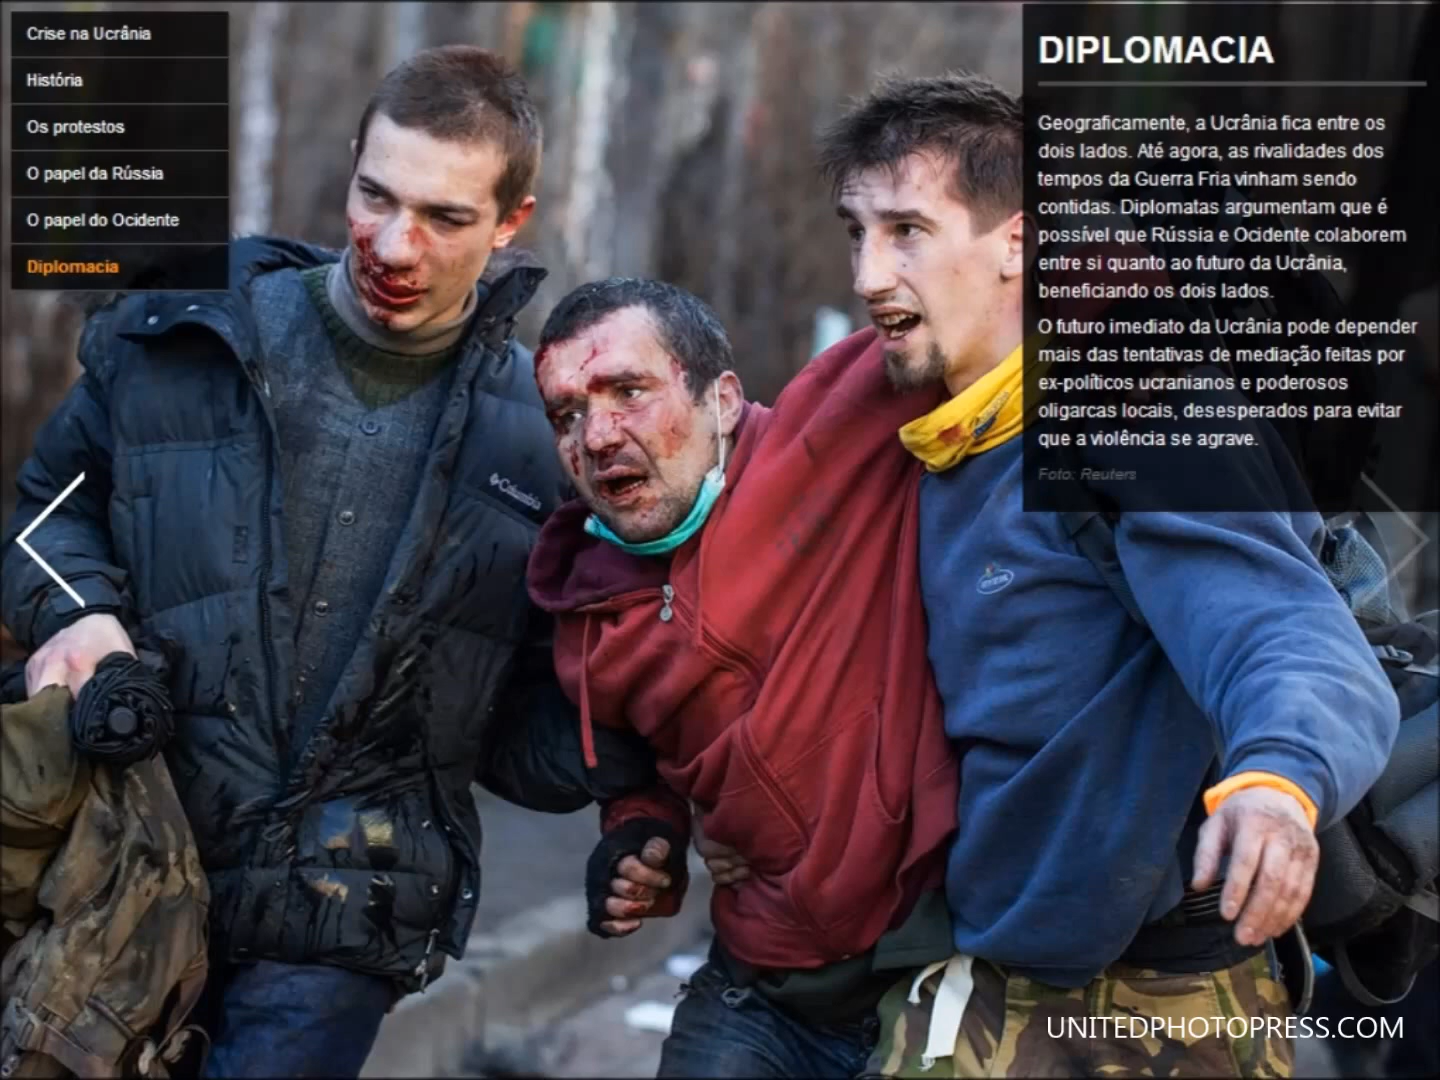 Crise na Ucrânia
História
Os protestos
O papel da Rússia
O papel do Ocidente
Diplomacia
DIPLOMACIA
Geograficamente, a Ucrânia fica entre os
dois lados. Até agora, as rivalidades dos
tempos da Guerra Fria vinham sendo
contidas. Diplomatas argumentam que é
possível que Rússia e Ocidente colaborem
entre si quanto ao futuro da Ucrânia,
beneficiando os dois lados.
O futuro imediato da Ucrânia pode depender
mais das tentativas de mediação feitas por
ex-políticos ucranianos e poderosos
oligarcas locais, desesperados para evitar
que a violência se agrave.
Foto: Reuters
Columbia
UNITEDPHOTOPRESS.COM